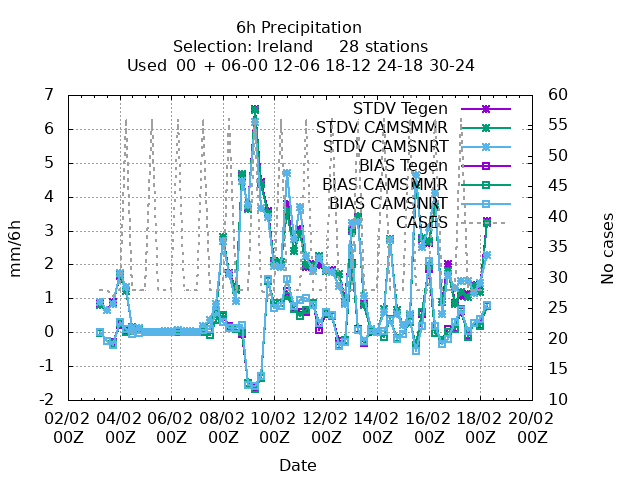 6h Precipitation
Selection: Ireland     28 stations
Used  00 + 06-00 12-06 18-12 24-18 30-24
7
6
5
4
3
2
1
0
-1
-2
60
55
50
45
40
35
30
25
20
15
10
mm/6h
No cases
STDV Tegen
STDV CAMSMMR
STDV CAMSNRT
BIAS Tegen
BIAS CAMSMMR
BIAS CAMSNRT
CASES
02/02 04/02 06/02 08/02 10/02 12/02 14/02 16/02 18/02 20/02
00Z 00Z 00Z 00Z 00Z 00Z 00Z 00Z 00Z 00Z
Date